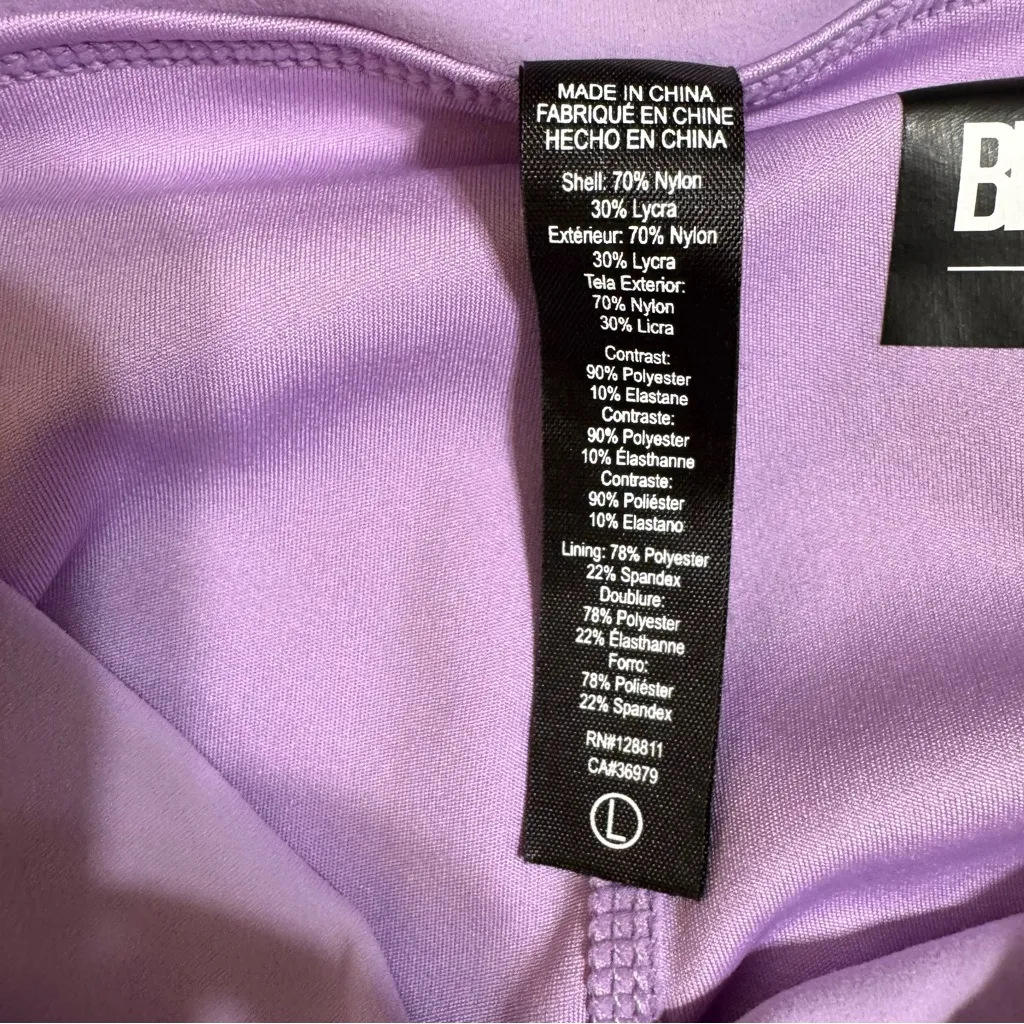 MADE IN CHINA
FABRIQUÉ EN CHINE
HECHO EN CHINA
Shell: 70% Nylon
30% Lycra
Extérieur: 70% Nylon
30% Lycra
Tela Exterior:
70% Nylon
30% Licra
Contrast:
90% Polyester
10% Elastane
Contraste:
90% Polyester
10% Élasthanne
Contraste:
90% Poliéster
10% Elastano
Lining: 78% Polyester
22% Spandex
Doublure:
78% Polyester
22% Élasthanne
Forro:
78% Poliéster
22% Spandex
RN#128811
CA#36979
L